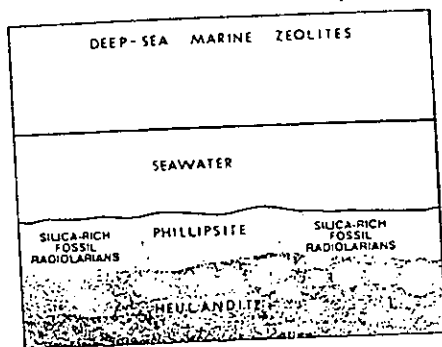 DEEP-SEA MARINE ZEOLITES
SEAWATER
SILICA-RICH
FOSSIL
RADIOLARIANS
PHILLIPSITE
SILICA-RICH
FOSSIL
RADIOLARIANS
HEULANDITE